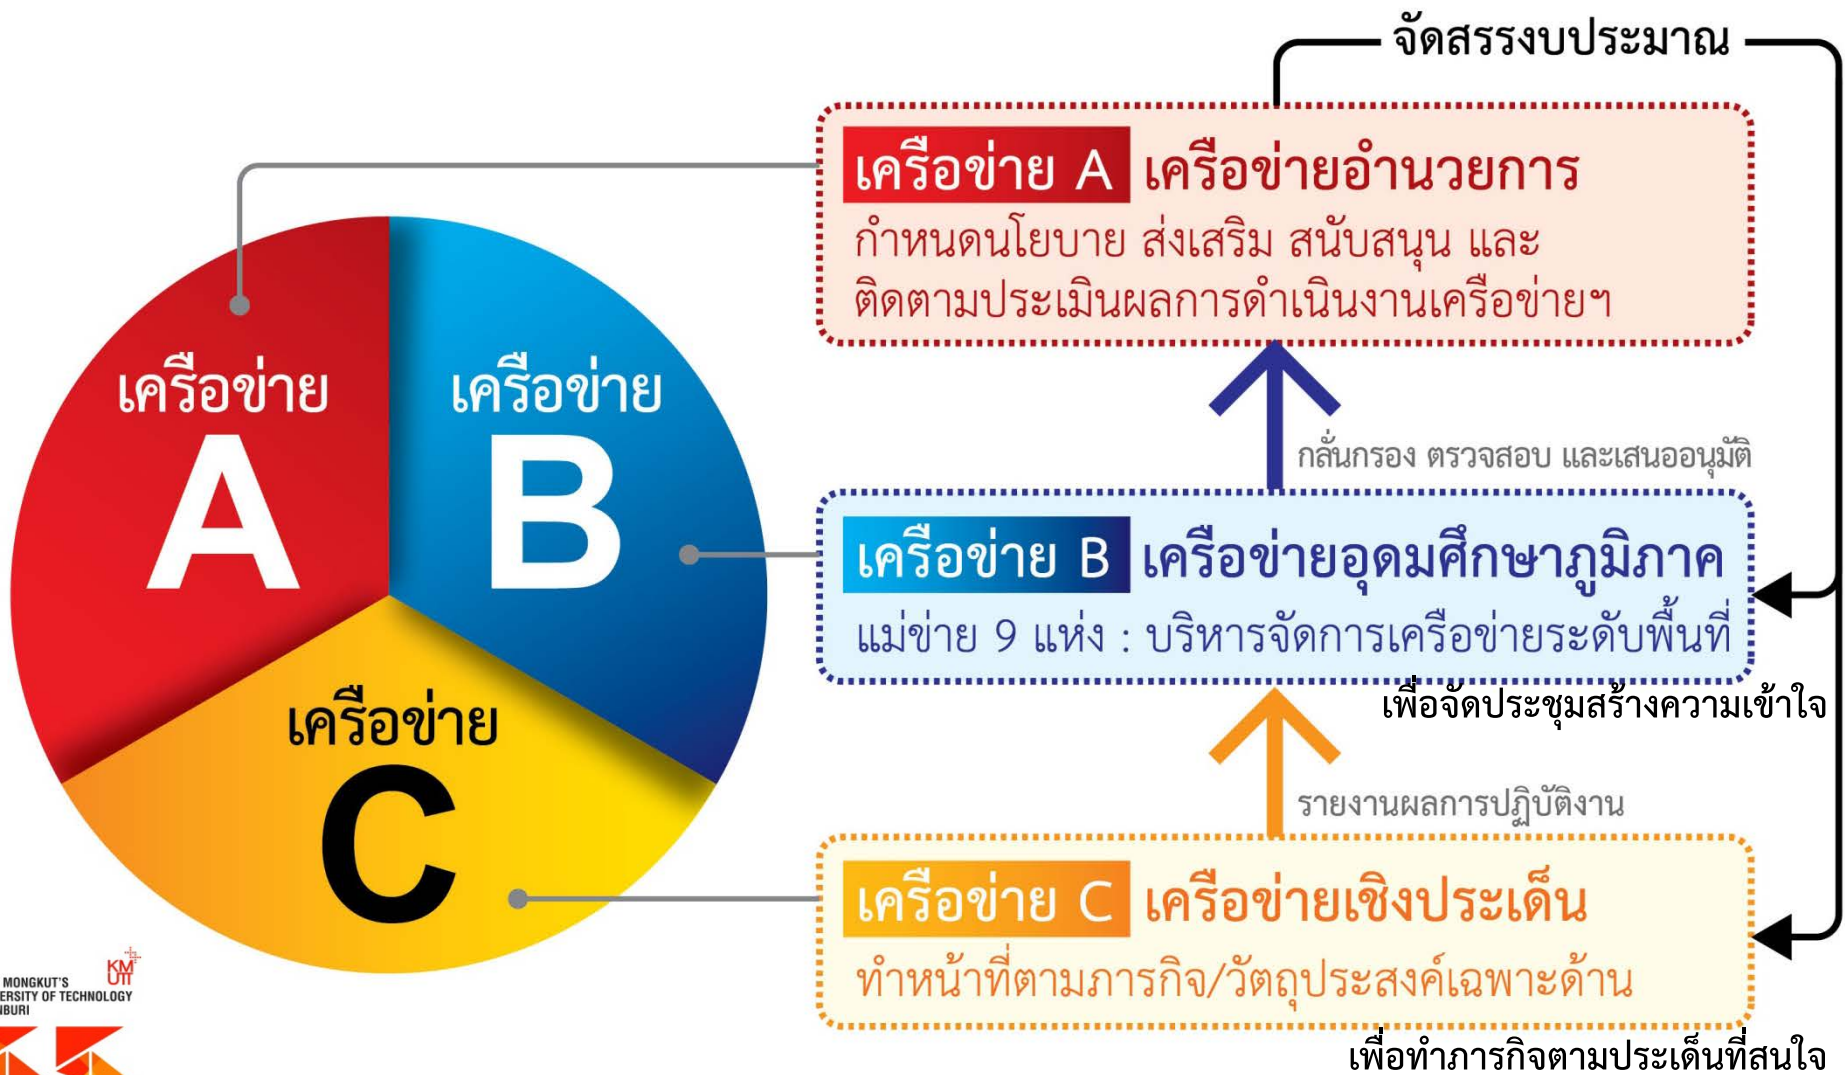 จัดสรรงบประมาณ
เครือข่าย A เครือข่ายอำนวยการ
กำหนดนโยบาย ส่งเสริม สนับสนุน และ
ติดตามประเมินผลการดำเนินงานเครือข่ายฯ
เครือข่าย
A
เครือข่าย
B
กลั่นกรอง ตรวจสอบ และเสนออนุมัติ
เครือข่าย B เครือข่ายอุดมศึกษาภูมิภาค
แม่ข่าย 9 แห่ง : บริหารจัดการเครือข่ายระดับพื้นที่
เพื่อจัดประชุมสร้างความเข้าใจ
เครือข่าย
C
รายงานผลการปฏิบัติงาน
เครือข่าย C เครือข่ายเชิงประเด็น
ทำหน้าที่ตามภารกิจ/วัตถุประสงค์เฉพาะด้าน
เพื่อทำภารกิจตามประเด็นที่สนใจ
KM
UTT
MONGKUT'S
ERSITY OF TECHNOLOGY
NBURI